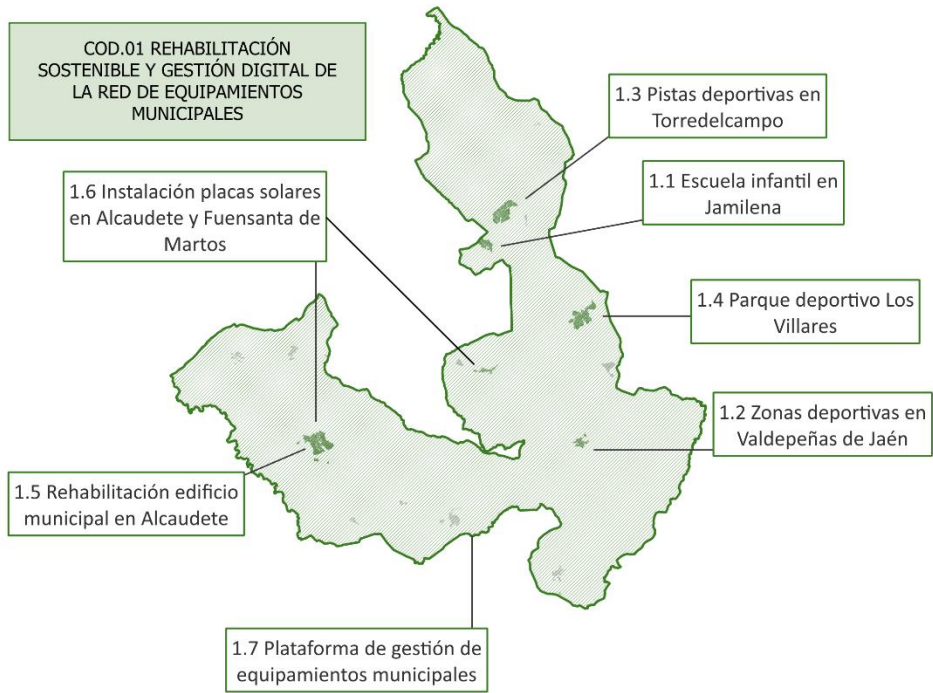 COD.01 REHABILITACIÓN
SOSTENIBLE Y GESTIÓN DIGITAL DE
LA RED DE EQUIPAMIENTOS
MUNICIPALES
1.3 Pistas deportivas en
Torredelcampo
1.6 Instalación placas solares
en Alcaudete y Fuensanta de
Martos
1.1 Escuela infantil en
Jamilena
1.4 Parque deportivo Los
Villares
1.2 Zonas deportivas en
Valdepeñas de Jaén
1.5 Rehabilitación edificio
municipal en Alcaudete
1.7 Plataforma de gestión de
equipamientos municipales